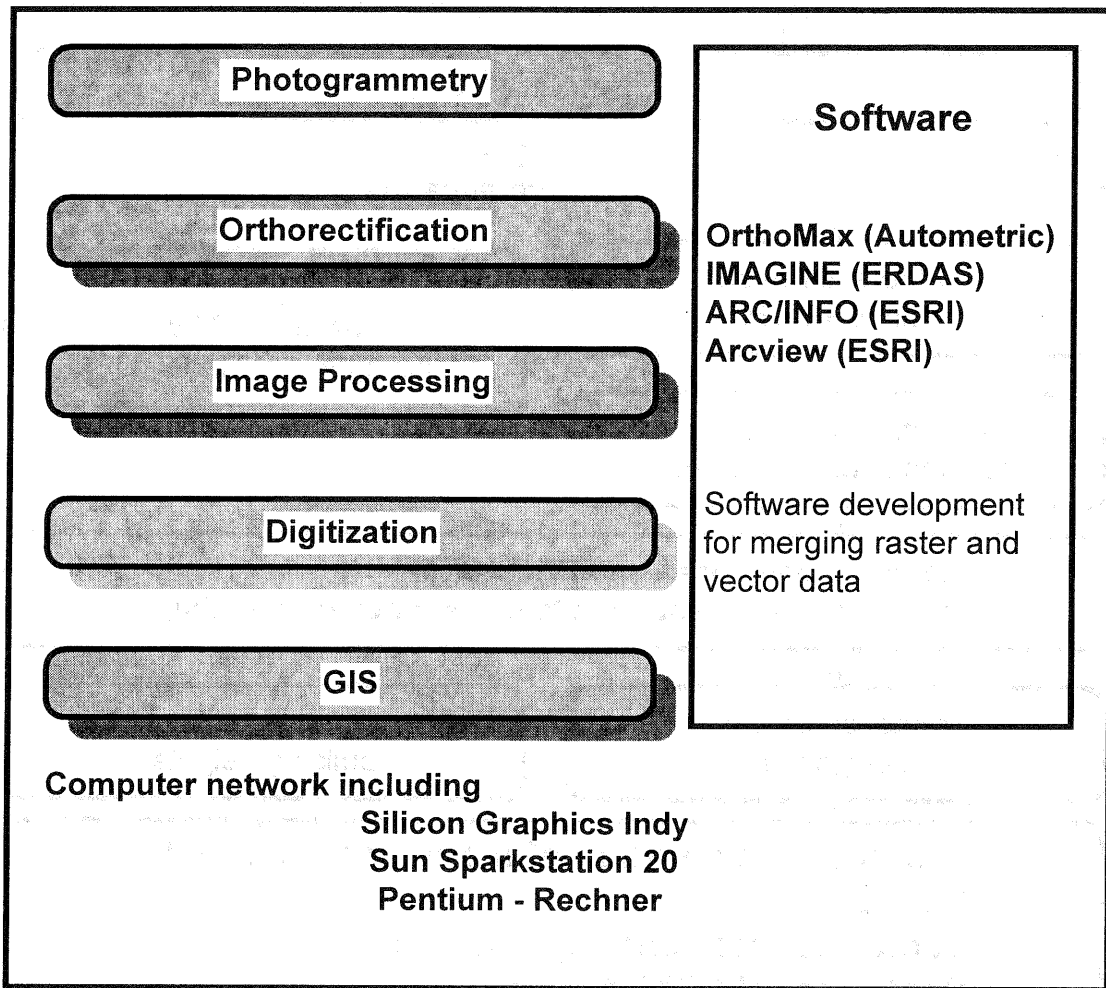 Photogrammetry
Orthorectification
Image Processing
Digitization
GIS
Software
OrthoMax (Autometric)
IMAGINE (ERDAS)
ARC/INFO (ESRI)
Arcview (ESRI)
Software development
for merging raster and
vector data
Computer network including
Silicon Graphics Indy
Sun Sparkstation 20
Pentium - Rechner